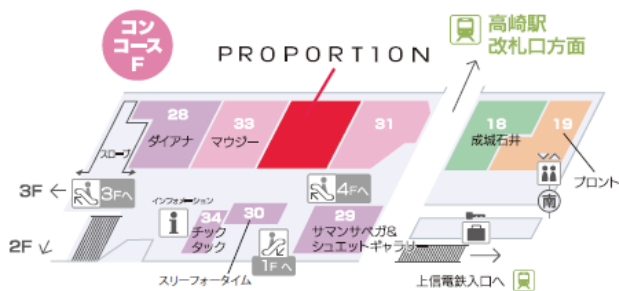 コン
コース
F
PROPORTION
高崎駅
改札口方面
28
ダイアナ
33
マウジー
31
18
成城石井
19
プロント
スロープ
3F ←
3Fへ
4Fへ
インフォメーション
i
34
チック
タック
30
29
サマンサベガ&
シュエットギャラリー
南
2F
1Fへ
スリーフォータイム
上信電鉄入口へ